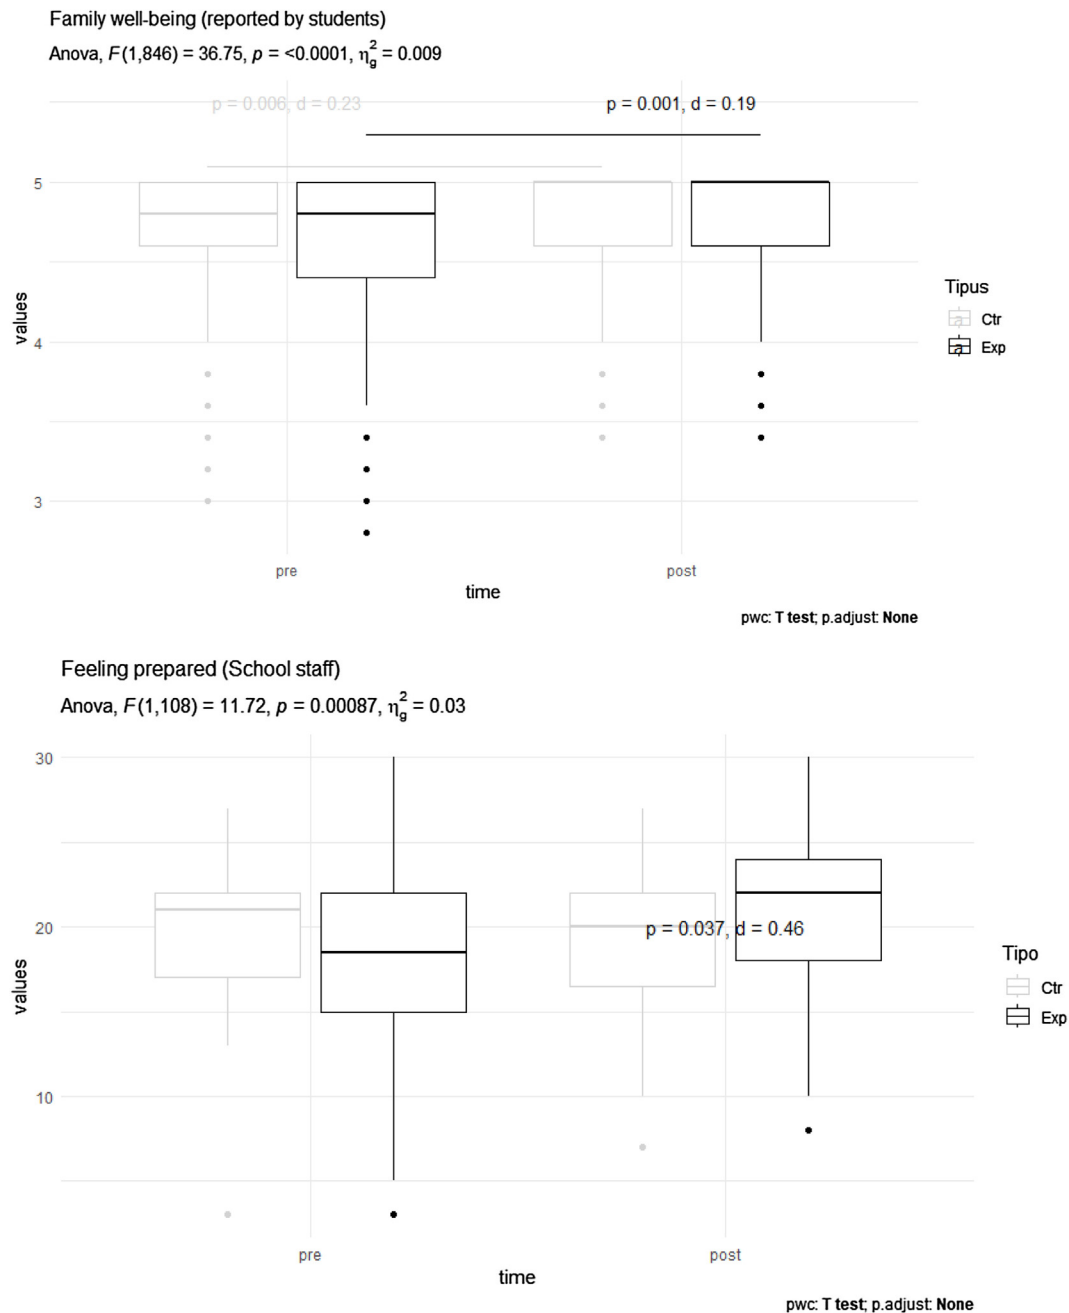 Family well-being (reported by students)
Anova, F(1,846) = 36.75, p = <0.0001, η²g = 0.009
p = 0.006, d = 0.23
p = 0.001, d = 0.19
5
4
3
values
pre
post
time
Tipus
a Ctr
a Exp
pwc: T test; p.adjust: None
Feeling prepared (School staff)
Anova, F(1,108) = 11.72, p = 0.00087, η²g = 0.03
30
20
10
values
p = 0.037, d = 0.46
pre
post
time
Tipo
Ctr
Exp
pwc: T test; p.adjust: None